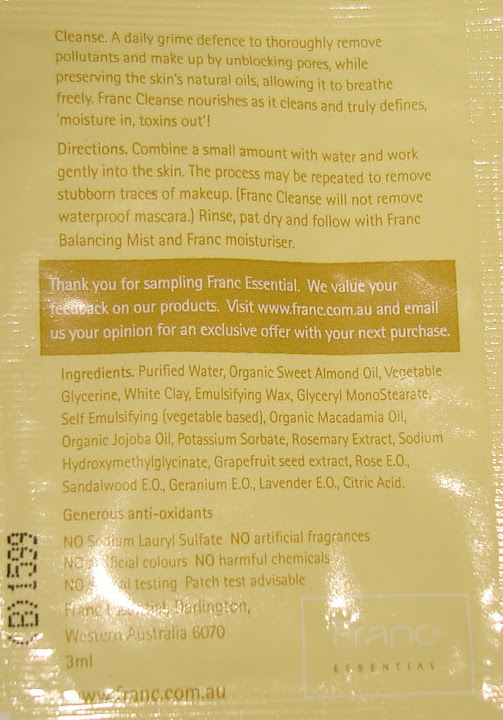 Cleanse. A daily grime defence to thoroughly remove
pollutants and make up by unblocking pores, while
preserving the skin's natural oils, allowing it to breathe
freely. Franc Cleanse nourishes as it cleans and truly defines,
'moisture in, toxins out'!
Directions. Combine a small amount with water and work
gently into the skin. The process may be repeated to remove
stubborn traces of makeup. (Franc Cleanse will not remove
waterproof mascara.) Rinse, pat dry and follow with Franc
Balancing Mist and Franc moisturiser.
Thank you for sampling Franc Essential. We value your
feedback on our products. Visit www.franc.com.au and email
us your opinion for an exclusive offer with your next purchase.
Ingredients. Purified Water, Organic Sweet Almond Oil, Vegetable
Glycerine, White Clay, Emulsifying Wax, Glyceryl MonoStearate,
Self Emulsifying (vegetable based), Organic Macadamia Oil,
Organic Jojoba Oil, Potassium Sorbate, Rosemary Extract, Sodium
Hydroxymethylglycinate, Grapefruit seed extract, Rose E.O.,
Sandalwood E.O., Geranium E.O., Lavender E.O., Citric Acid.
Generous anti-oxidants
NO Sodium Lauryl Sulfate NO artificial fragrances
NO artificial colours NO harmful chemicals
NO testing Patch test advisable
Franc Essential, Darlington,
Western Australia 6070
3ml
www.franc.com.au
Franc
ESSENTIAL
(B) 1599